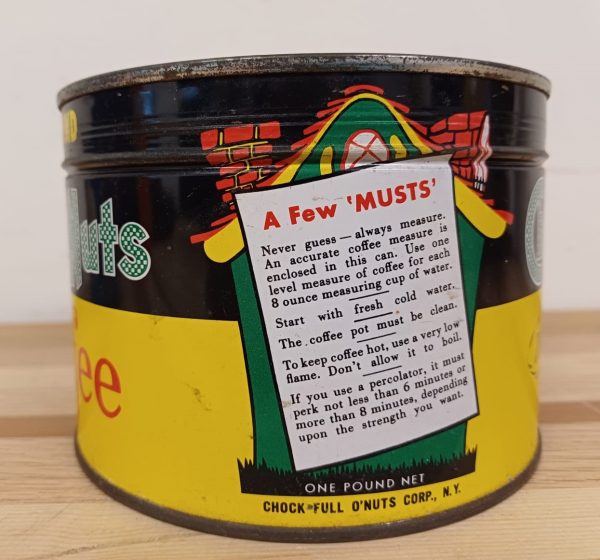 D
Nuts
fee
A Few 'MUSTS'
Never guess — always measure.
An accurate coffee measure is
enclosed in this can. Use one
level measure of coffee for each
8 ounce measuring cup of water.
Start with fresh cold water.
The coffee pot must be clean.
To keep coffee hot, use a very low
flame. Don't allow it to boil.
If you use a percolator, it must
perk not less than 6 minutes or
more than 8 minutes, depending
upon the strength you want.
ONE POUND NET
CHOCK FULL O'NUTS CORP., N.Y.